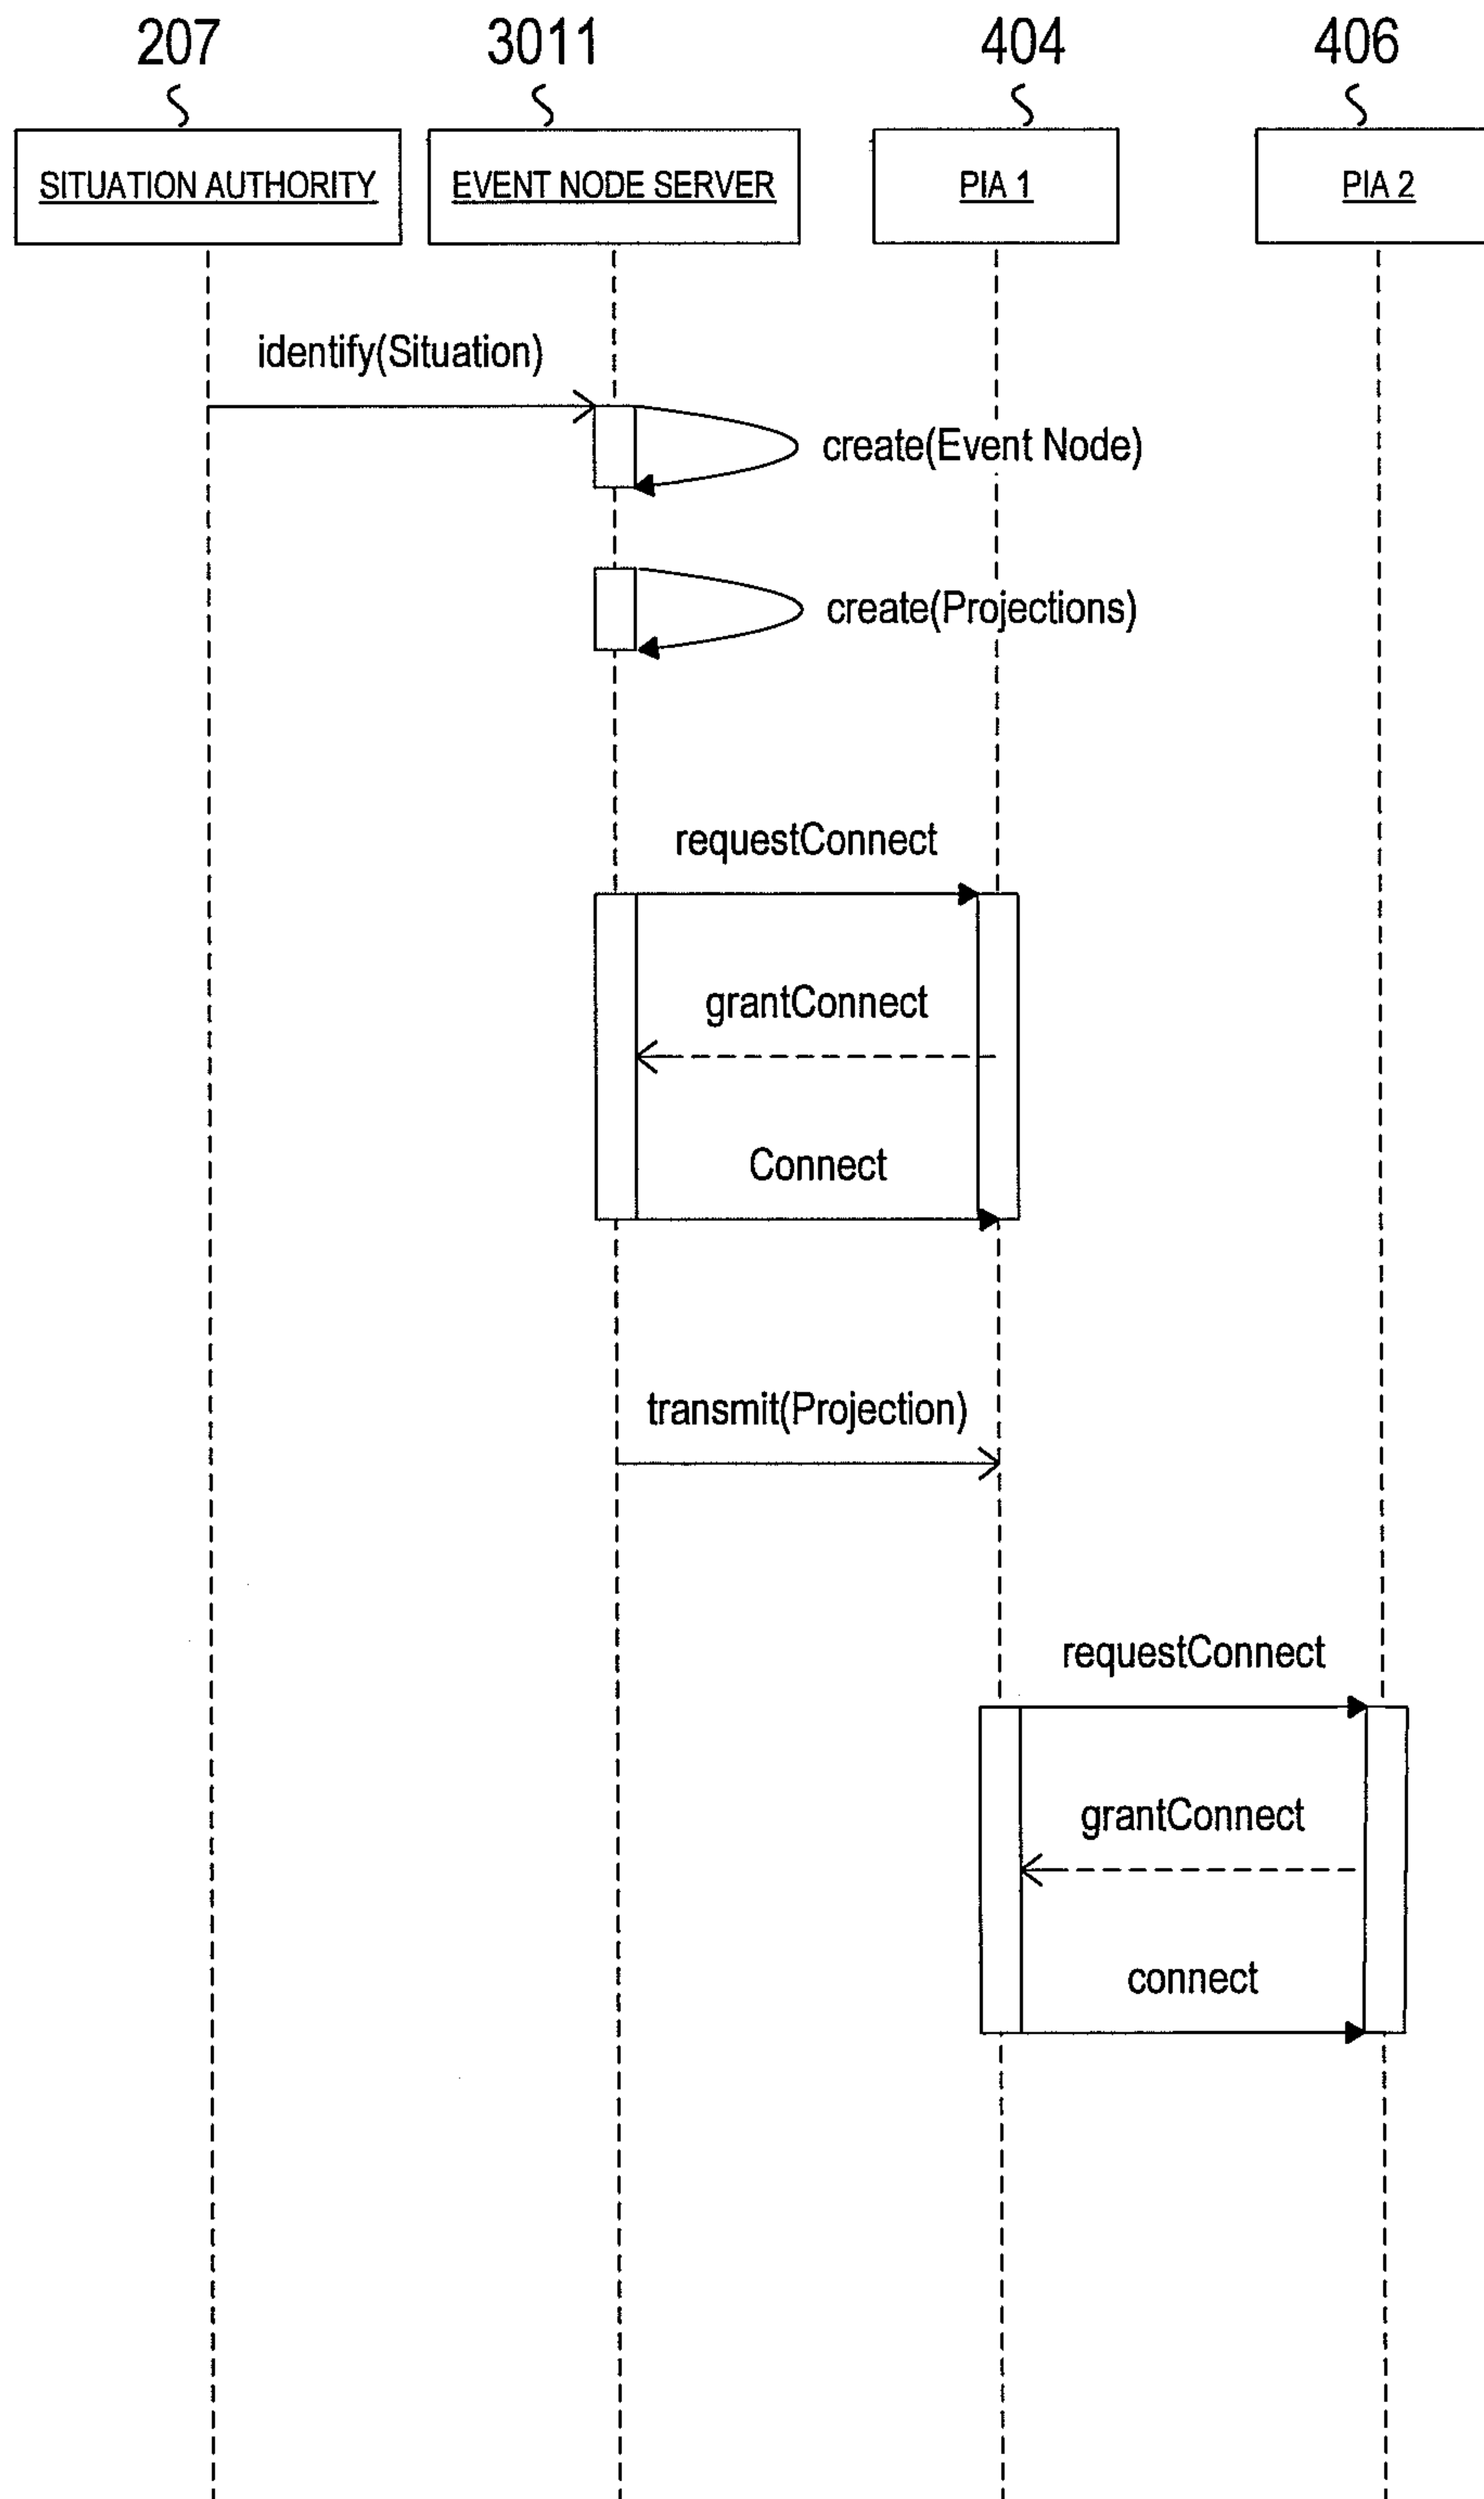 207 3011 404 406
SITUATION AUTHORITY EVENT NODE SERVER PIA 1 PIA 2
identify(Situation)
create(Event Node)
create(Projections)
requestConnect
grantConnect
Connect
transmit(Projection)
requestConnect
grantConnect
connect